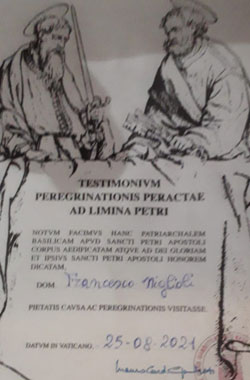 TESTIMONIVM
PEREGRINATIONIS PERACTAE
AD LIMINA PETRI
NOTVM FACIMVS HANC PATRIARCHALEM
BASILICAM APVD SANCTI PETRI APOSTOLI
CORPVS AEDIFICATAM ATQVE AD DEI GLORIAM
ET IPSIVS SANCTI PETRI APOSTOLI HONOREM
DICATAM,
DOM. Francesco Miglioli
PIETATIS CAVSA AC PEREGRINATIONIS VISITASSE.
DATVM IN VATICANO, 25-08-2021